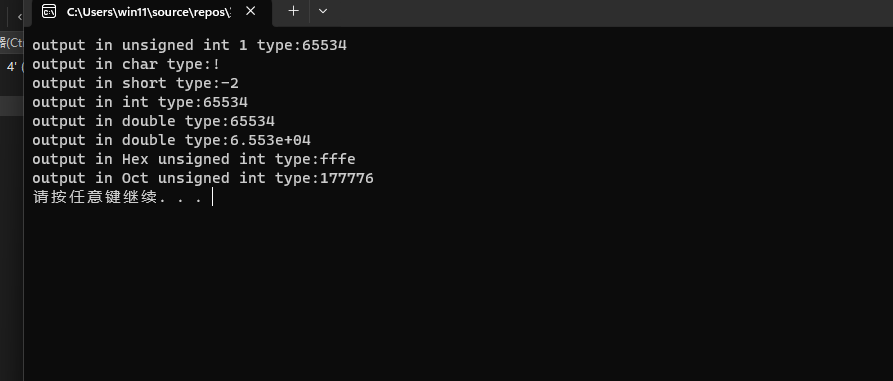 器(Ct
C:\Users\win11\source\repos\
4' (
output in unsigned int 1 type:65534
output in char type:!
output in short type:-2
output in int type:65534
output in double type:65534
output in double type:6.553e+04
output in Hex unsigned int type:fffe
output in Oct unsigned int type:177776
请按任意键继续. . .